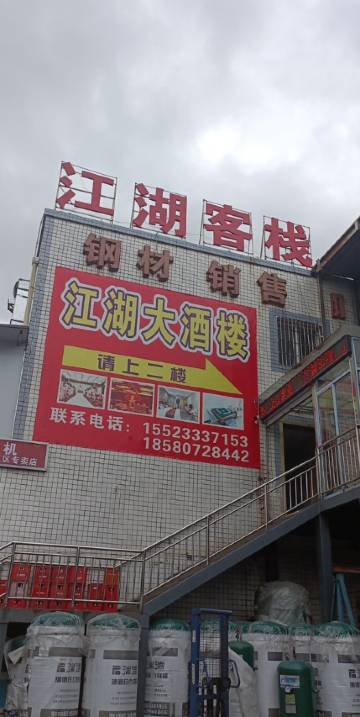 江湖客栈
钢材 销售
江湖大酒楼
请上二楼
联系电话：15523337153
18580728442
机
区专卖店